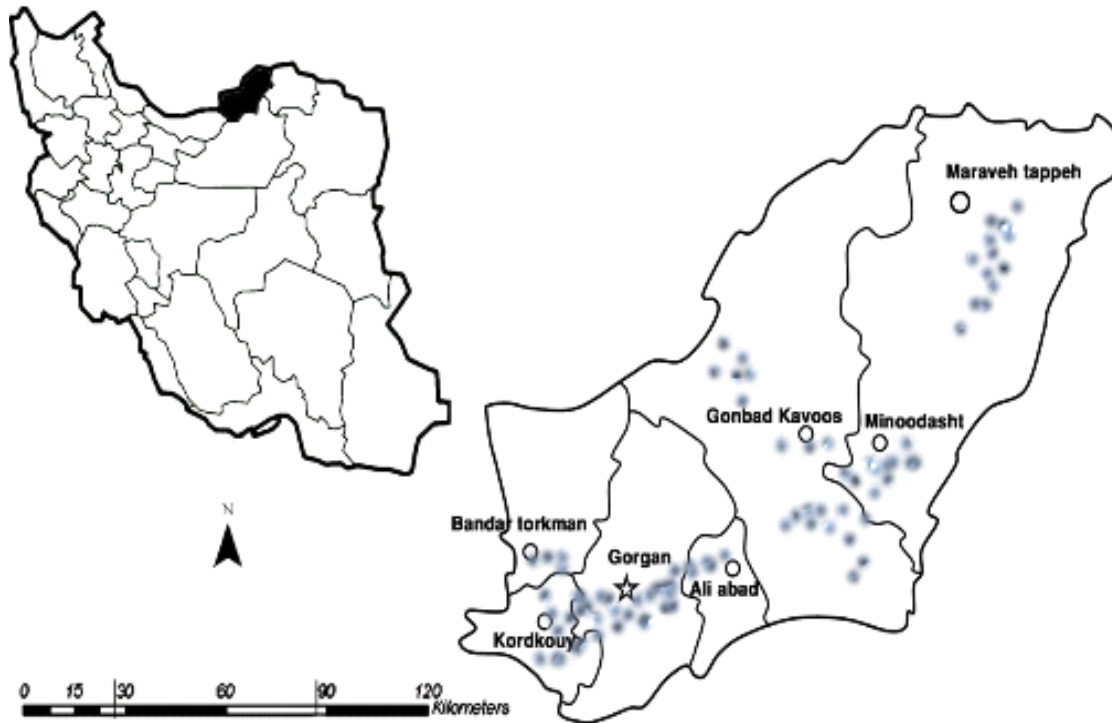 Maraveh tappeh
Gonbad Kavoos
Minoodasht
N
Bandar torkman
Gorgan
Ali abad
Kordkouy
0 15 30 60 90 120
Kilometers